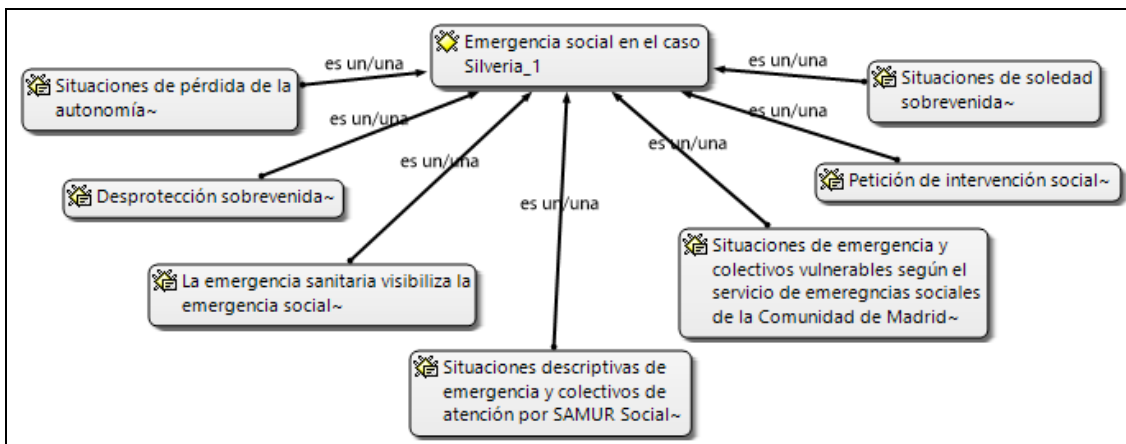 Emergencia social en el caso
Silveria_1
es un/una
es un/una
Situaciones de pérdida de la
autonomía~
Situaciones de soledad
sobrevenida~
es un/una
es un/una
es un/una
es un/una
Desprotección sobrevenida~
Petición de intervención social~
es un/una
La emergencia sanitaria visibiliza la
emergencia social~
Situaciones de emergencia y
colectivos vulnerables según el
servicio de emeregncias sociales
de la Comunidad de Madrid~
Situaciones descriptivas de
emergencia y colectivos de
atención por SAMUR Social~